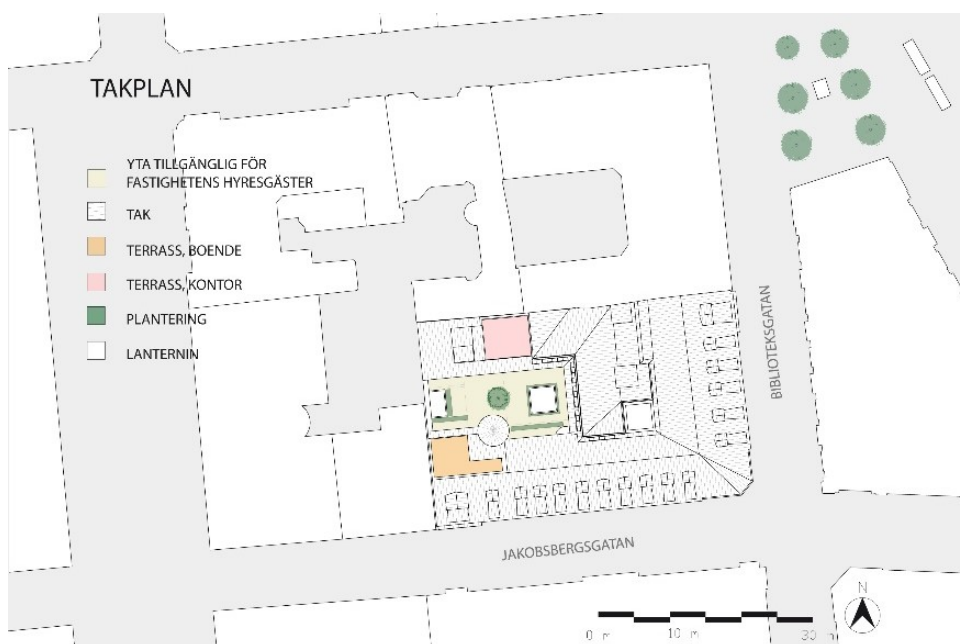 TAKPLAN
YTA TILLGÄNGLIG FÖR
FASTIGHETENS HYRESGÄSTER
TAK
TERRASS, BOENDE
TERRASS, KONTOR
PLANTERING
LANTERNIN
BIBLIOTEKSGATAN
JAKOBSBERGSGATAN
N
0 m 10 m 30 m